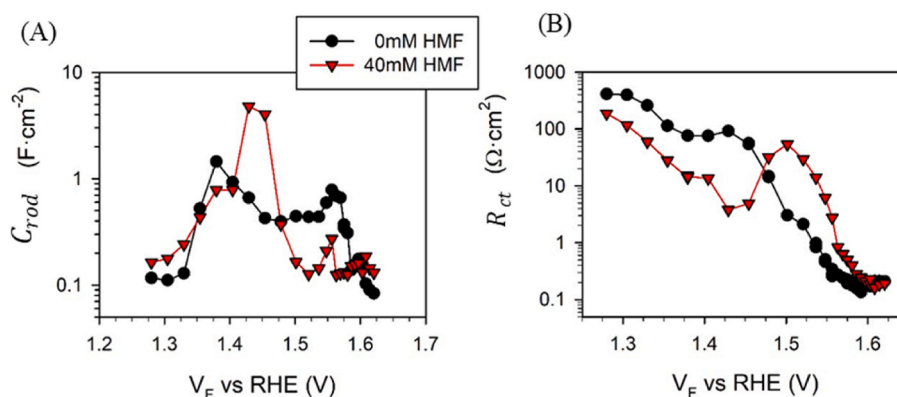 (A)
0mM HMF
40mM HMF
(B)
C_rod (F·cm⁻²)
10
1
0.1
1.2 1.3 1.4 1.5 1.6 1.7
V_F vs RHE (V)
R_ct (Ω·cm²)
1000
100
10
1
0.1
1.3 1.4 1.5 1.6
V_F vs RHE (V)